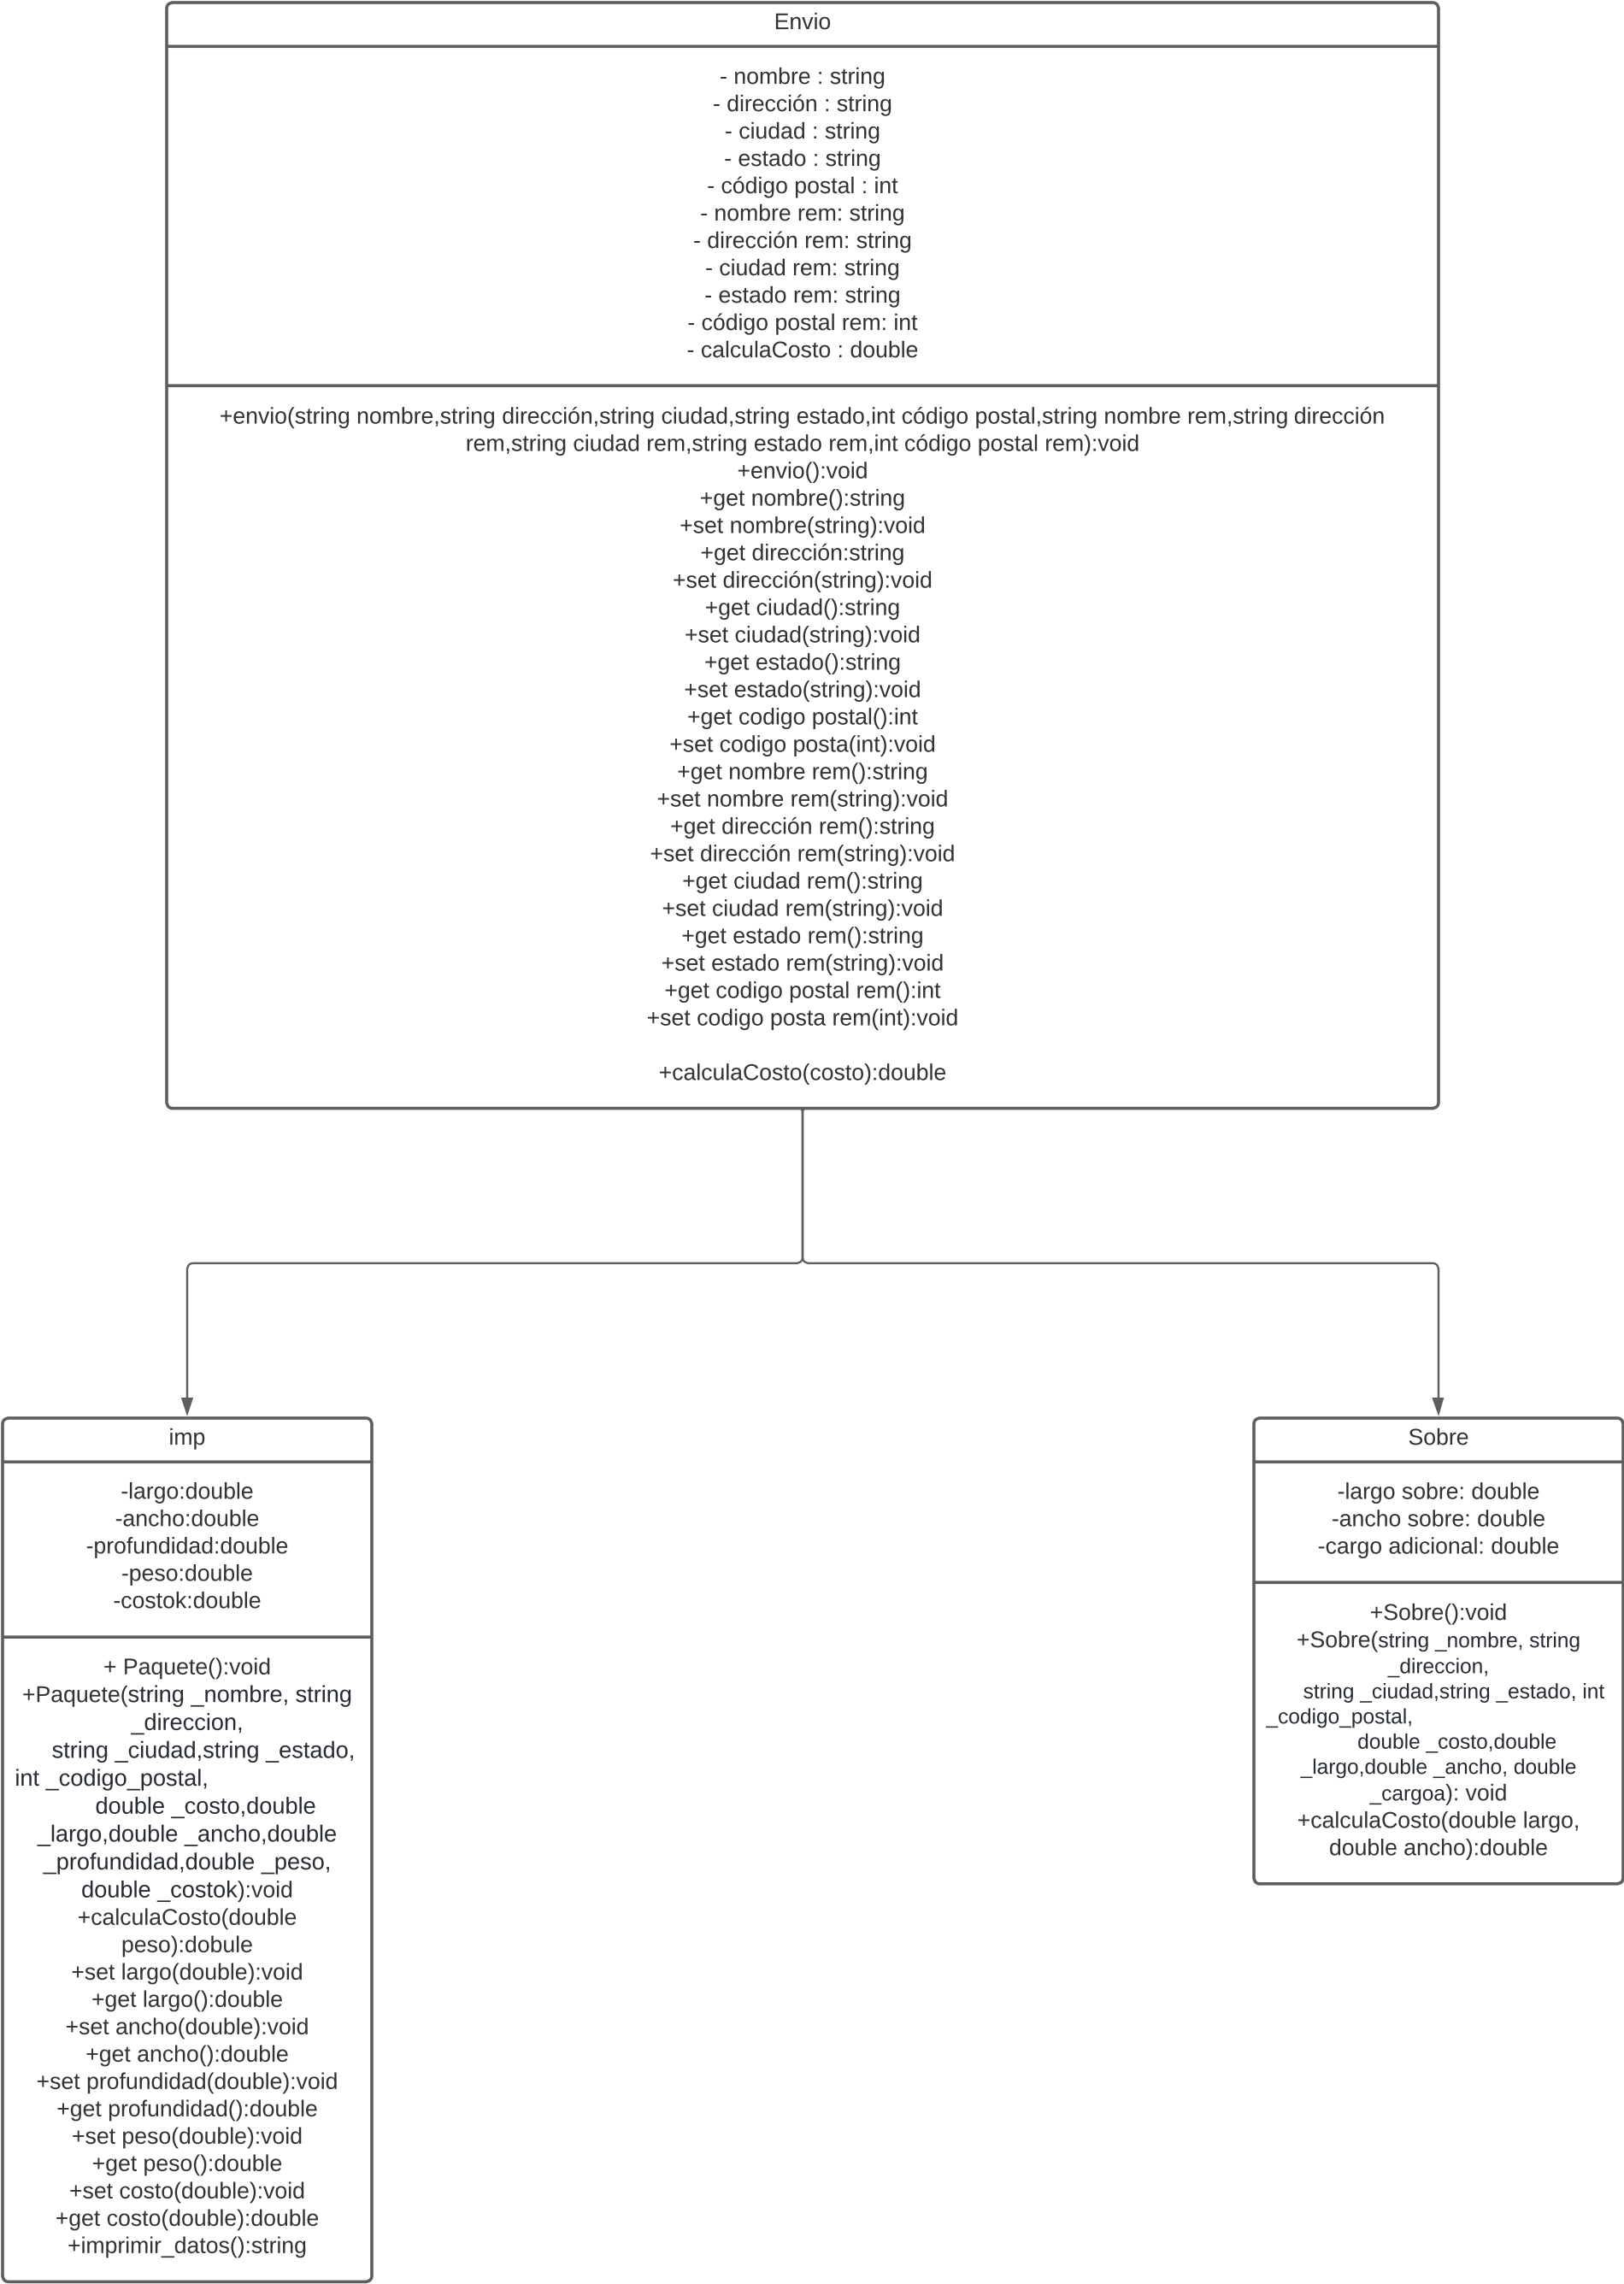 Envio
- nombre : string
- dirección : string
- ciudad : string
- estado : string
- código postal : int
- nombre rem: string
- dirección rem: string
- ciudad rem: string
- estado rem: string
- código postal rem: int
- calculaCosto : double
+envio(string nombre,string dirección,string ciudad,string estado,int código postal,string nombre rem,string dirección
rem,string ciudad rem,string estado rem,int código postal rem):void
+envio():void
+get nombre():string
+set nombre(string):void
+get dirección:string
+set dirección(string):void
+get ciudad():string
+set ciudad(string):void
+get estado():string
+set estado(string):void
+get codigo postal():int
+set codigo posta(int):void
+get nombre rem():string
+set nombre rem(string):void
+get dirección rem():string
+set dirección rem(string):void
+get ciudad rem():string
+set ciudad rem(string):void
+get estado rem():string
+set estado rem(string):void
+get codigo postal rem():int
+set codigo posta rem(int):void
+calculaCosto(costo):double
imp
-largo:double
-ancho:double
-profundidad:double
-peso:double
-costok:double
+ Paquete():void
+Paquete(string _nombre, string
_direccion,
string _ciudad,string _estado,
int _codigo_postal,
double _costo,double
_largo,double _ancho,double
_profundidad,double _peso,
double _costok):void
+calculaCosto(double
peso):dobule
+set largo(double):void
+get largo():double
+set ancho(double):void
+get ancho():double
+set profundidad(double):void
+get profundidad():double
+set peso(double):void
+get peso():double
+set costo(double):void
+get costo(double):double
+imprimir_datos():string
Sobre
-largo sobre: double
-ancho sobre: double
-cargo adicional: double
+Sobre():void
+Sobre(string _nombre, string
_direccion,
string _ciudad,string _estado, int
_codigo_postal,
double _costo,double
_largo,double _ancho, double
_cargoa): void
+calculaCosto(double largo,
double ancho):double